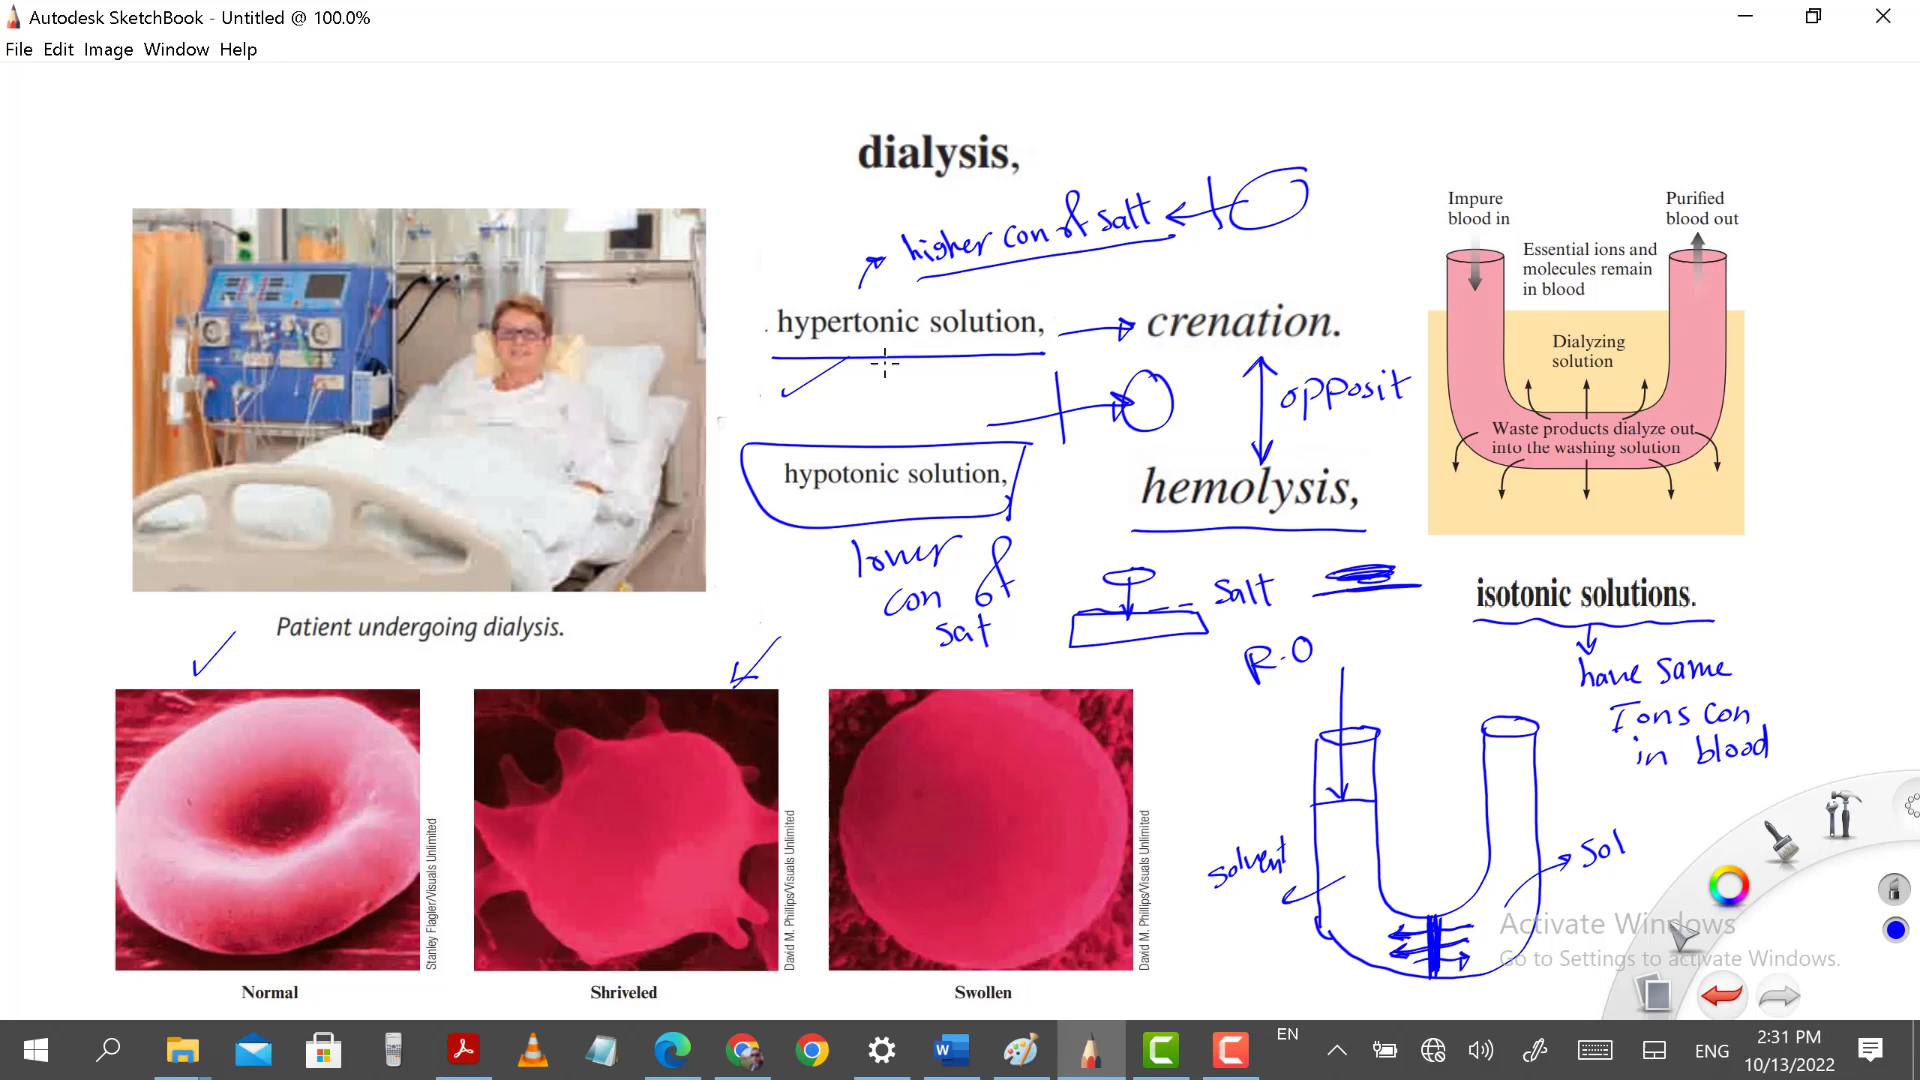 Autodesk SketchBook - Untitled @ 100.0%
File Edit Image Window Help
dialysis,
higher con of salt
hypertonic solution,
crenation.
opposit
hypotonic solution,
hemolysis,
lower
con of
sat
salt
R.O
Patient undergoing dialysis.
Impure
blood in
Purified
blood out
Essential ions and
molecules remain
in blood
Dialyzing
solution
Waste products dialyze out
into the washing solution
isotonic solutions.
have same
Ions con
in blood
solvent
Sol
Stanley Flagler/Visuals Unlimited
David M. Phillips/Visuals Unlimited
David M. Phillips/Visuals Unlimited
Normal
Shriveled
Swollen
Activate Windows
Go to Settings to activate Windows.
EN
ENG
2:31 PM
10/13/2022